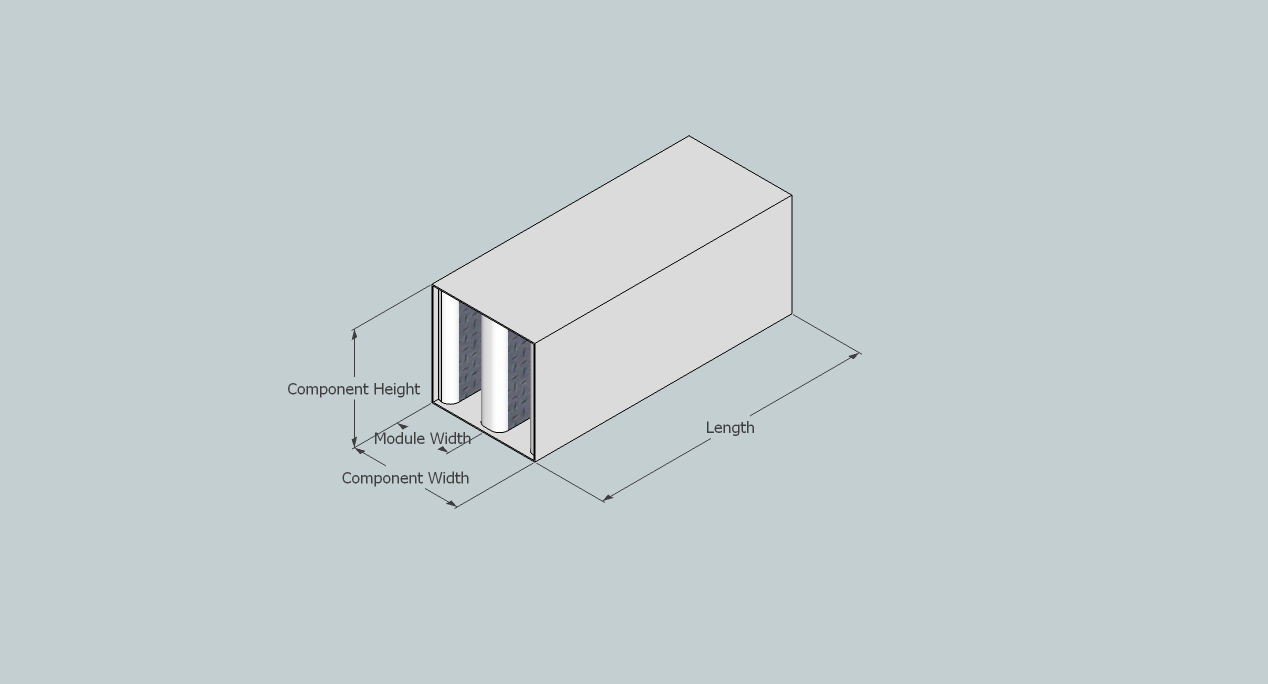 Component Height
Module Width
Length
Component Width